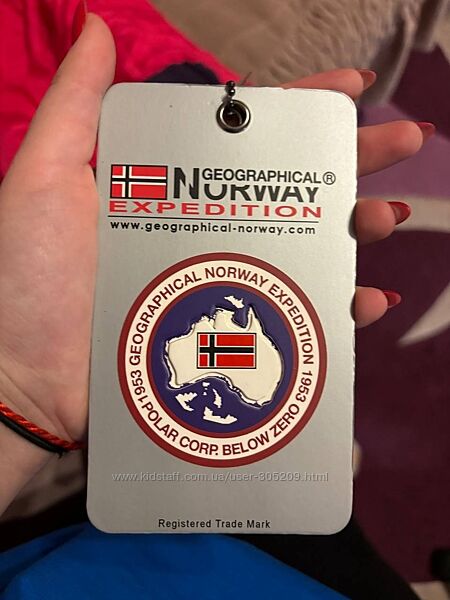 GEOGRAPHICAL®
NORWAY
EXPEDITION
www.geographical-norway.com
1953 GEOGRAPHICAL NORWAY EXPEDITION 1953
POLAR CORP. BELOW ZERO
www.kidstaff.com.ua/user-305209.html
Registered Trade Mark